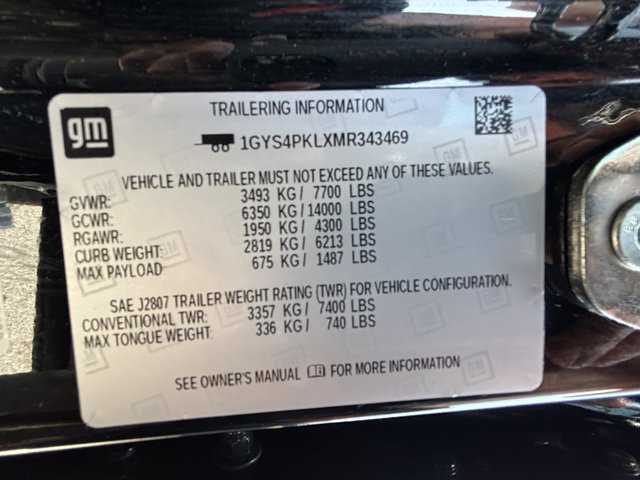 gm
TRAILERING INFORMATION
1GYS4PKLXMR343469
VEHICLE AND TRAILER MUST NOT EXCEED ANY OF THESE VALUES.
GVWR: 3493 KG/ 7700 LBS
GCWR: 6350 KG/ 14000 LBS
RGAWR: 1950 KG/ 4300 LBS
CURB WEIGHT: 2819 KG/ 6213 LBS
MAX PAYLOAD: 675 KG/ 1487 LBS
SAE J2807 TRAILER WEIGHT RATING (TWR) FOR VEHICLE CONFIGURATION.
CONVENTIONAL TWR: 3357 KG/ 7400 LBS
MAX TONGUE WEIGHT: 336 KG/ 740 LBS
SEE OWNER'S MANUAL FOR MORE INFORMATION